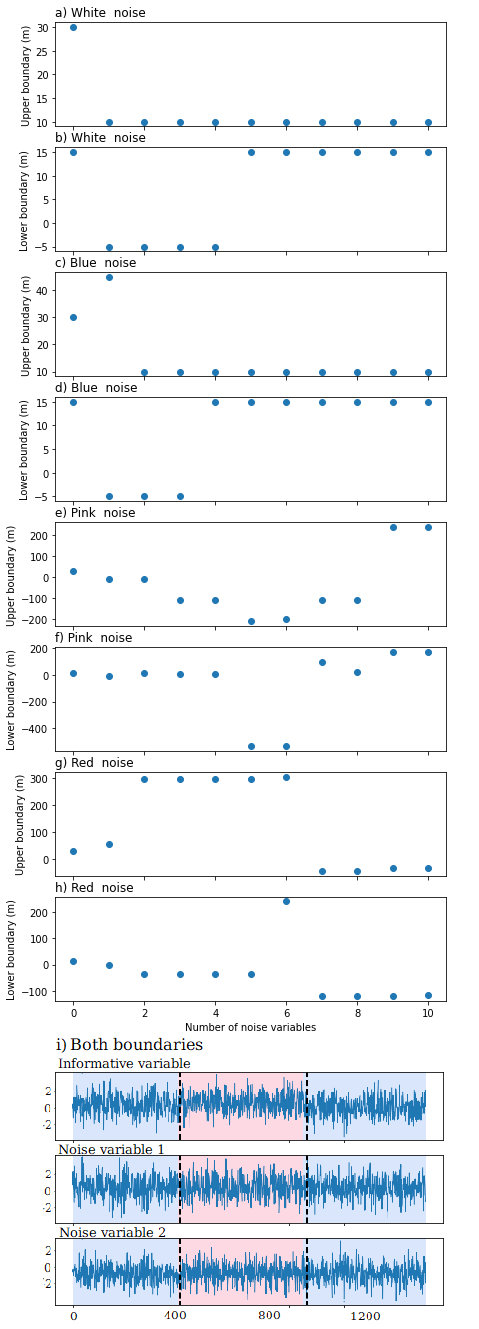 a) White  noise
Upper boundary (m)
30
25
20
15
10
b) White  noise
Lower boundary (m)
15
10
5
0
−5
c) Blue  noise
Upper boundary (m)
40
30
20
10
d) Blue  noise
Lower boundary (m)
15
10
5
0
−5
e) Pink  noise
Upper boundary (m)
200
100
0
−100
−200
f) Pink  noise
Lower boundary (m)
200
0
−200
−400
g) Red  noise
Upper boundary (m)
300
200
100
0
h) Red  noise
Lower boundary (m)
200
100
0
−100
0 2 4 6 8 10
Number of noise variables
i) Both boundaries
Informative variable
2
0
-2
Noise variable 1
2
0
-2
Noise variable 2
2
0
-2
0 400 800 1200